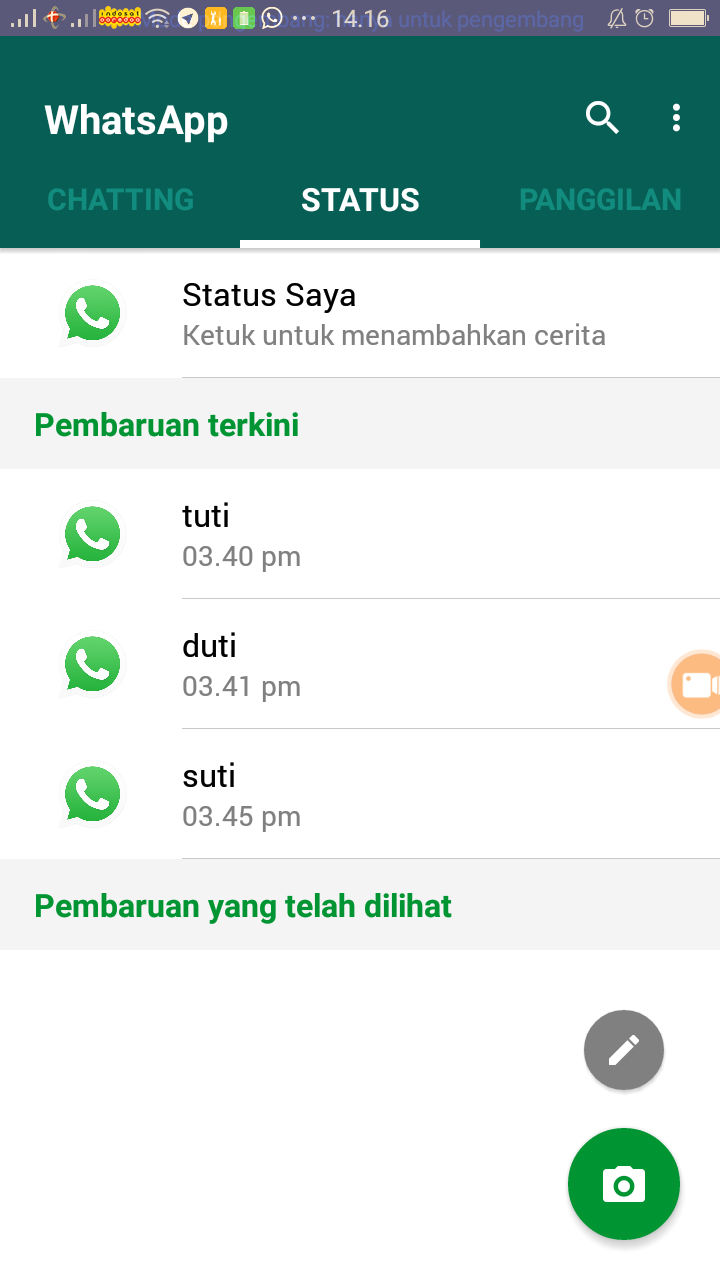 14.16
untuk pengembang
WhatsApp
CHATTING
STATUS
PANGGILAN
Status Saya
Ketuk untuk menambahkan cerita
Pembaruan terkini
tuti
03.40 pm
duti
03.41 pm
suti
03.45 pm
Pembaruan yang telah dilihat